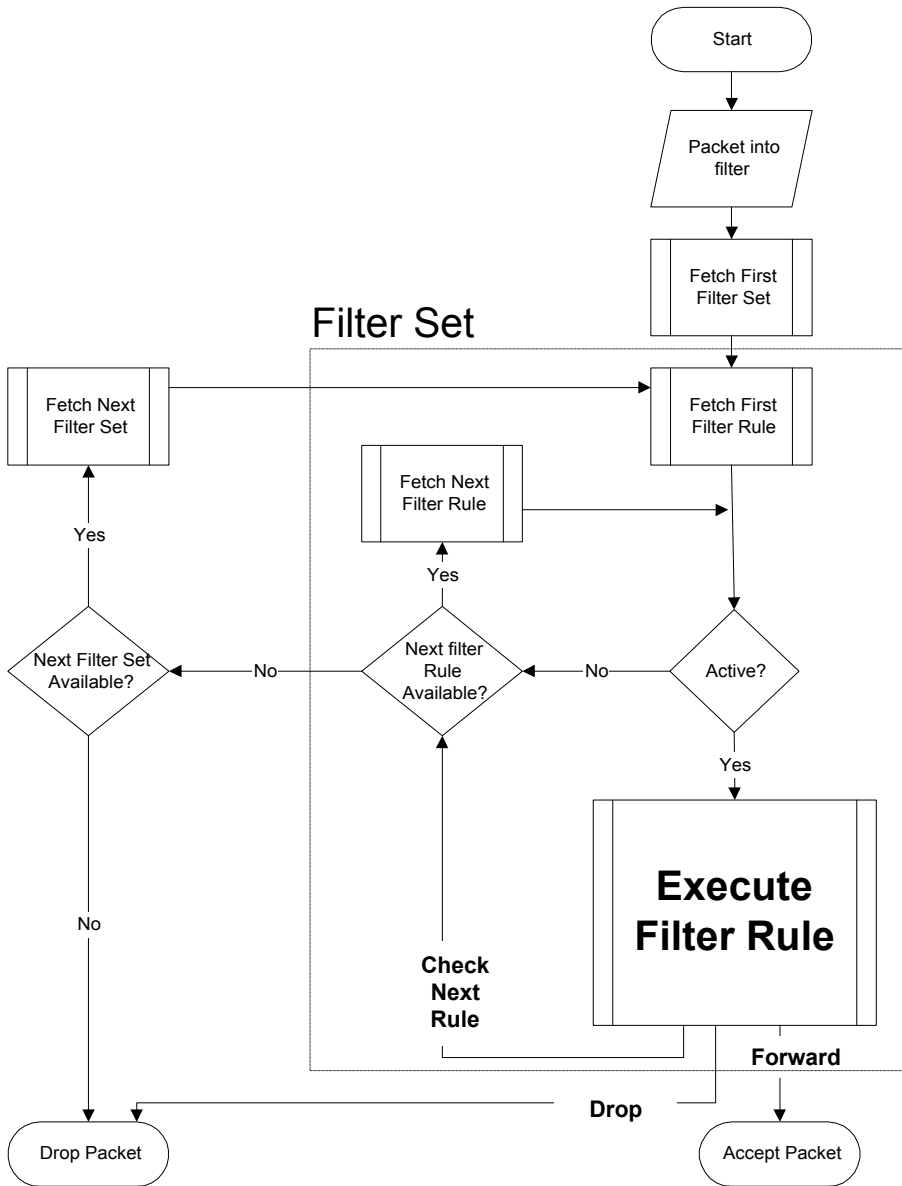 Start
Packet into
filter
Fetch First
Filter Set
Filter Set
Fetch Next
Filter Set
Fetch First
Filter Rule
Fetch Next
Filter Rule
Yes
Yes
Next Filter Set
Available?
No
Next filter
Rule
Available?
No
Active?
Yes
Execute
Filter Rule
No
Check
Next
Rule
Forward
Drop
Drop Packet
Accept Packet